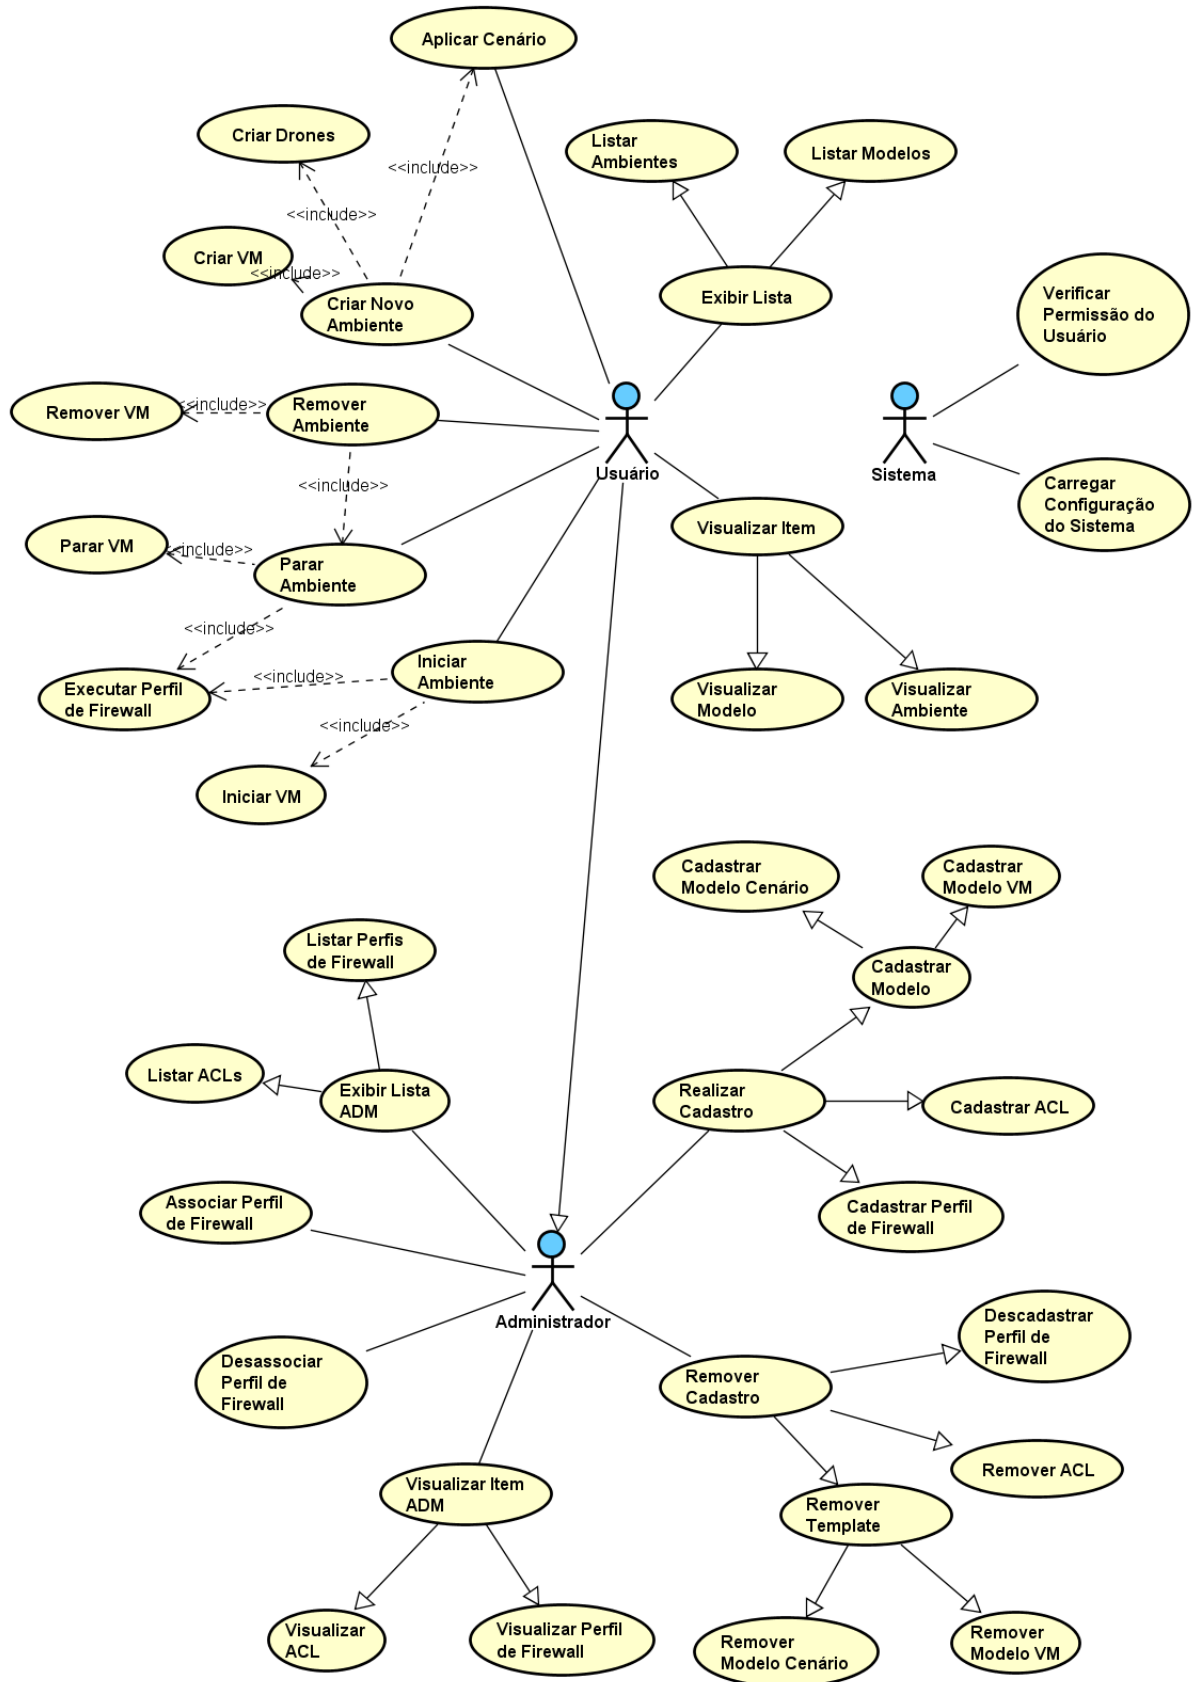 Aplicar Cenário
Criar Drones
<<include>>
<<include>>
Criar VM
<<include>>
Criar Novo
Ambiente
Listar
Ambientes
Listar Modelos
Exibir Lista
Verificar
Permissão do
Usuário
Remover VM
<<include>>
Remover
Ambiente
Usuário
Sistema
<<include>>
Carregar
Configuração
do Sistema
Visualizar Item
Parar VM
<<include>>
Parar
Ambiente
<<include>>
Iniciar
Ambiente
<<include>>
Executar Perfil
de Firewall
<<include>>
Iniciar VM
Visualizar
Modelo
Visualizar
Ambiente
Cadastrar
Modelo Cenário
Cadastrar
Modelo VM
Cadastrar
Modelo
Listar Perfis
de Firewall
Listar ACLs
Exibir Lista
ADM
Realizar
Cadastro
Cadastrar ACL
Associar Perfil
de Firewall
Cadastrar Perfil
de Firewall
Administrador
Desassociar
Perfil de
Firewall
Descadastrar
Perfil de
Firewall
Remover
Cadastro
Remover ACL
Visualizar Item
ADM
Remover
Template
Visualizar
ACL
Visualizar Perfil
de Firewall
Remover
Modelo Cenário
Remover
Modelo VM